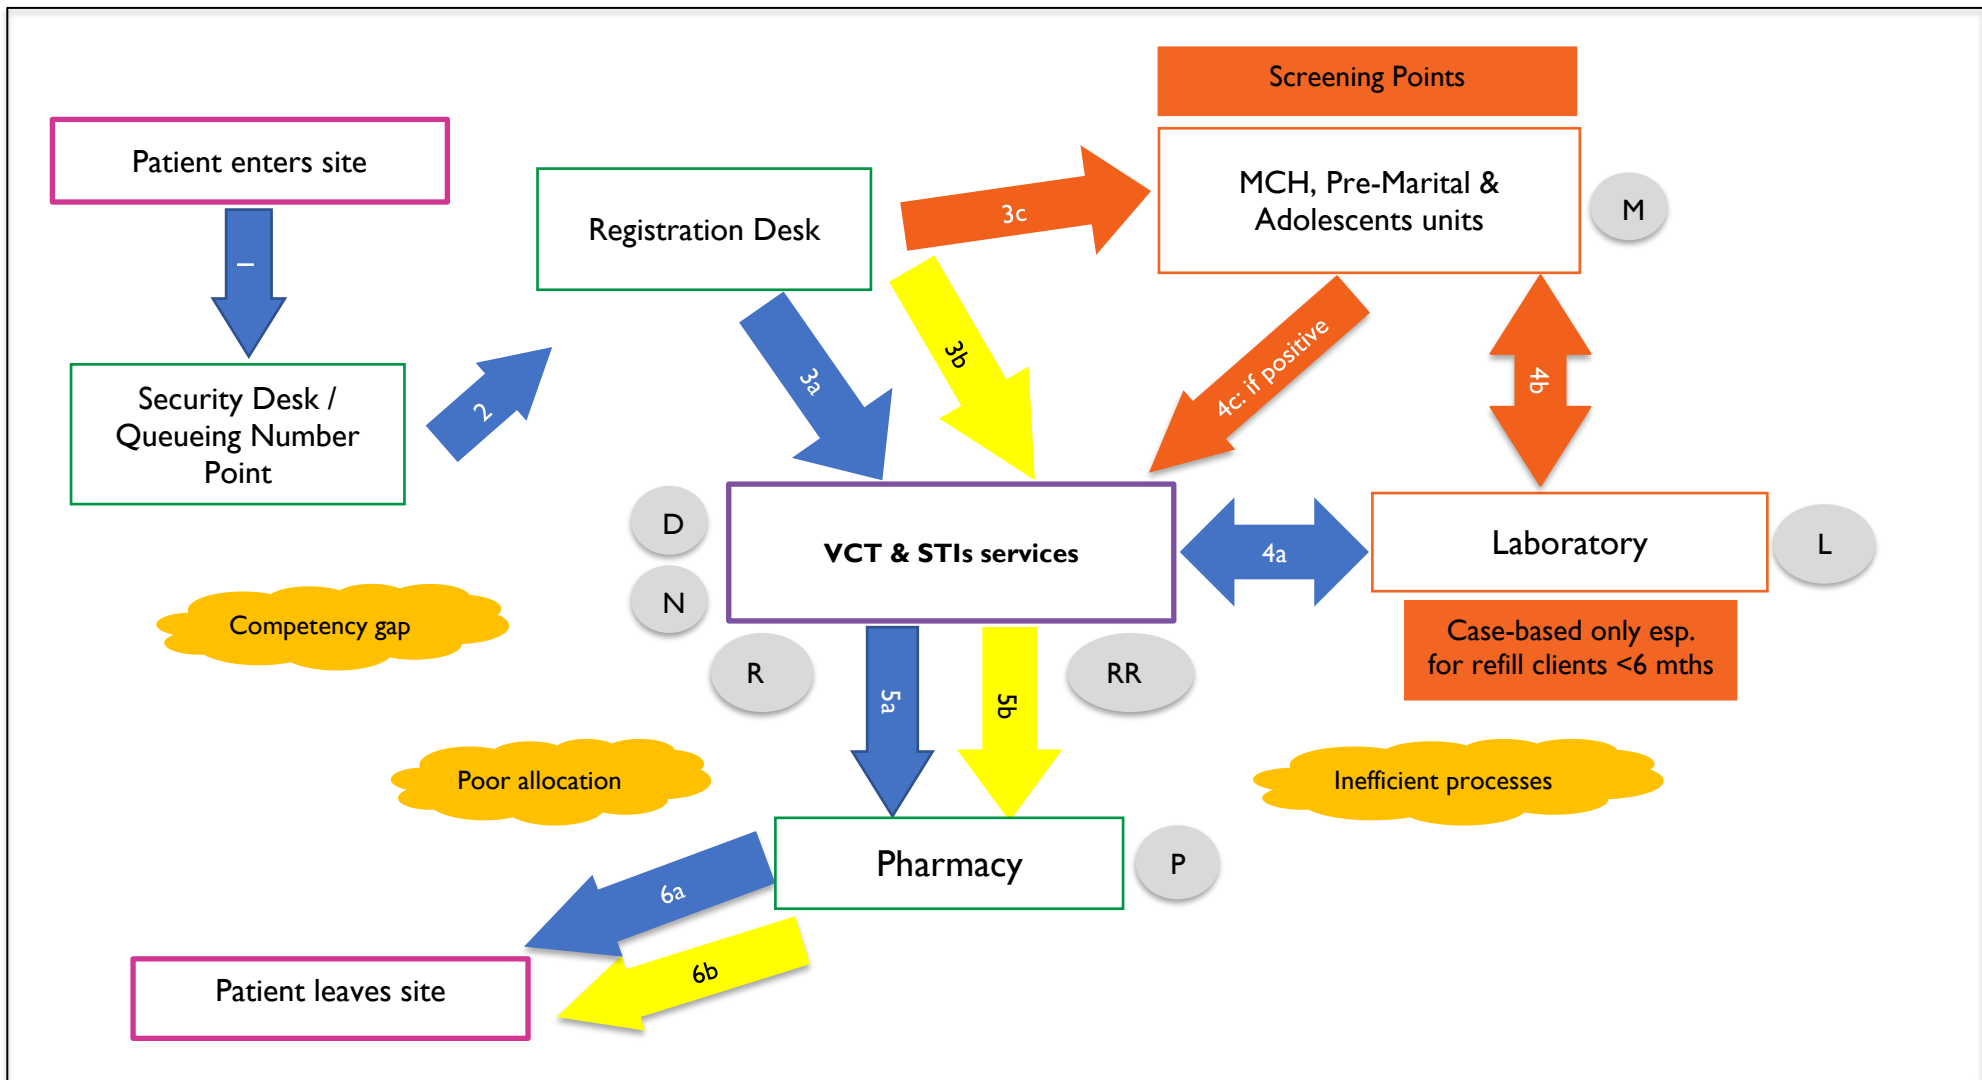 Screening Points
Patient enters site
MCH, Pre-Marital &
Adolescents units
M
Registration Desk
3c
1
3b
3a
4c: if positive
4b
2
Security Desk /
Queueing Number
Point
D
VCT & STIs services
4a
Laboratory
L
N
Competency gap
Case-based only esp.
for refill clients <6 mths
R
5a
5b
RR
Poor allocation
Inefficient processes
Pharmacy
P
6a
6b
Patient leaves site